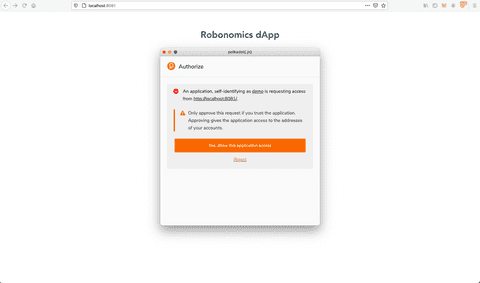 localhost:8081
Robonomics dApp
polkadot{.js}
Authorize
An application, self-identifying as demo is requesting access
from http://localhost:8081/.
Only approve this request if you trust the application.
Approving gives the application access to the addresses
of your accounts.
Yes, allow this application access
Reject